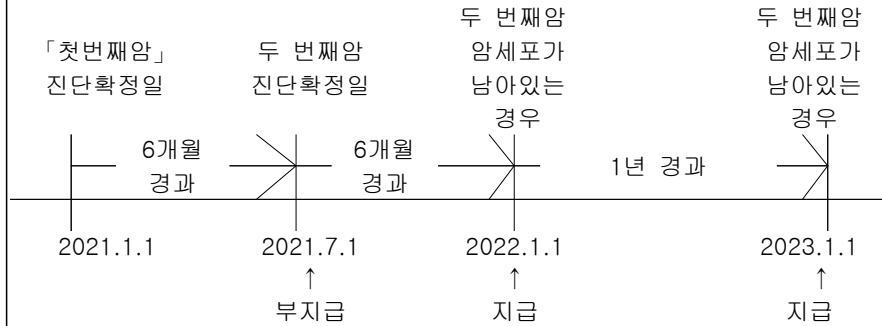 두 번째암 두 번째암
「첫번째암」 두 번째암 암세포가 암세포가
진단확정일 진단확정일 남아있는 남아있는
경우 경우
6개월 6개월 1년 경과
경과 경과
2021.1.1 2021.7.1 2022.1.1 2023.1.1
↑ ↑ ↑
부지급 지급 지급